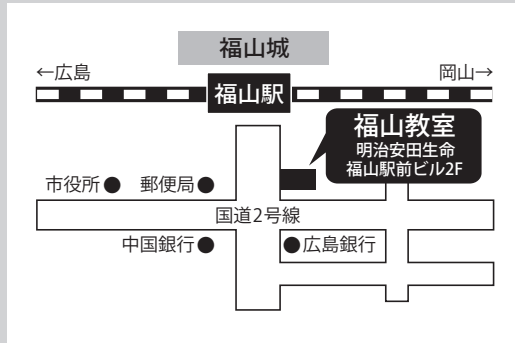 福山城
←広島
岡山→
福山駅
福山教室
明治安田生命
福山駅前ビル2F
市役所
郵便局
国道2号線
中国銀行
広島銀行